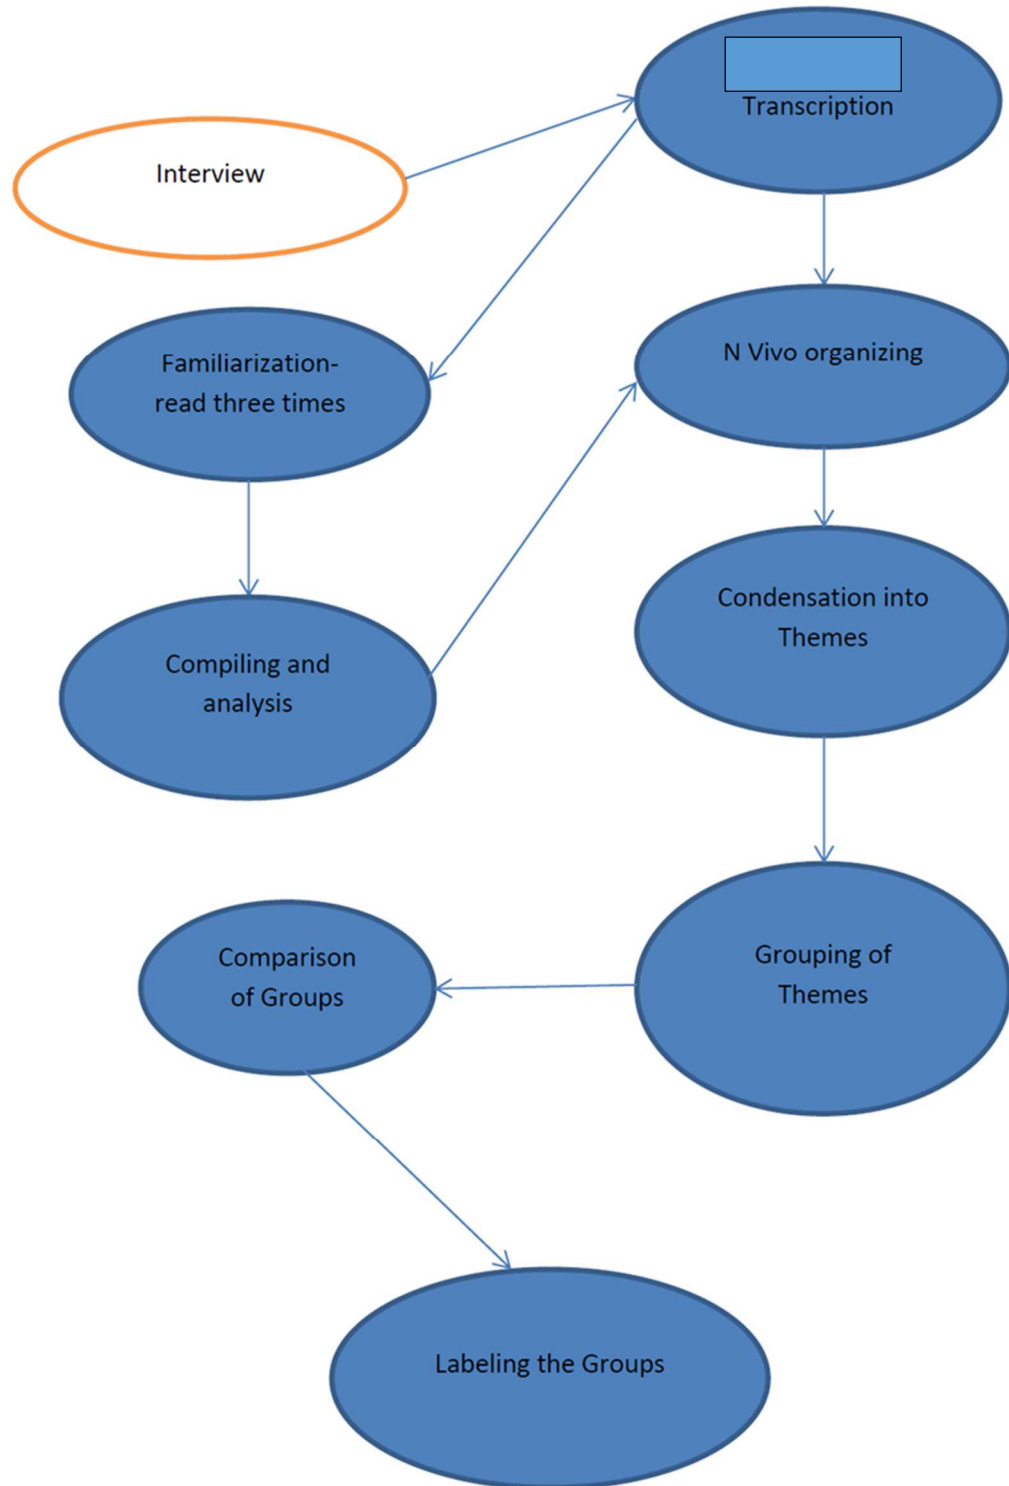 Transcription
Interview
N Vivo organizing
Familiarization-
read three times
Condensation into
Themes
Compiling and
analysis
Grouping of
Themes
Comparison
of Groups
Labeling the Groups